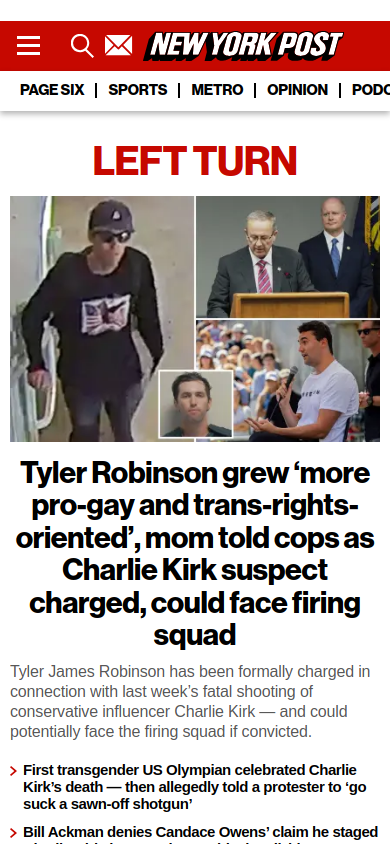 NEW YORK POST
PAGE SIX
SPORTS
METRO
OPINION
LEFT TURN
Tyler Robinson grew ‘more
pro-gay and trans-rights-
oriented’, mom told cops as
Charlie Kirk suspect
charged, could face firing
squad
Tyler James Robinson has been formally charged in
connection with last week’s fatal shooting of
conservative influencer Charlie Kirk — and could
potentially face the firing squad if convicted.
First transgender US Olympian celebrated Charlie
Kirk’s death — then allegedly told a protester to ‘go
suck a sawn-off shotgun’
Bill Ackman denies Candace Owens’ claim he staged